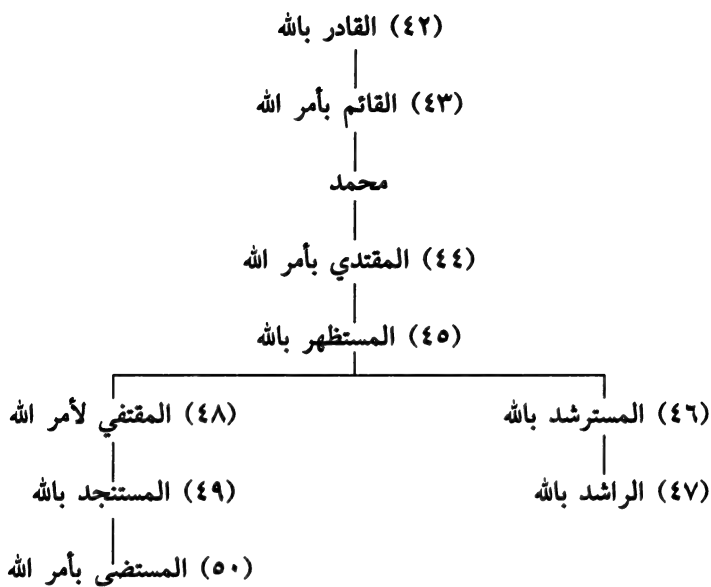 (٤٢) القادر بالله
(٤٣) القائم بأمر الله
محمد
(٤٤) المقتدي بأمر الله
(٤٥) المستظهر بالله
(٤٦) المسترشد بالله
(٤٨) المقتفي لأمر الله
(٤٧) الراشد بالله
(٤٩) المستنجد بالله
(٥٠) المستضي بأمر الله